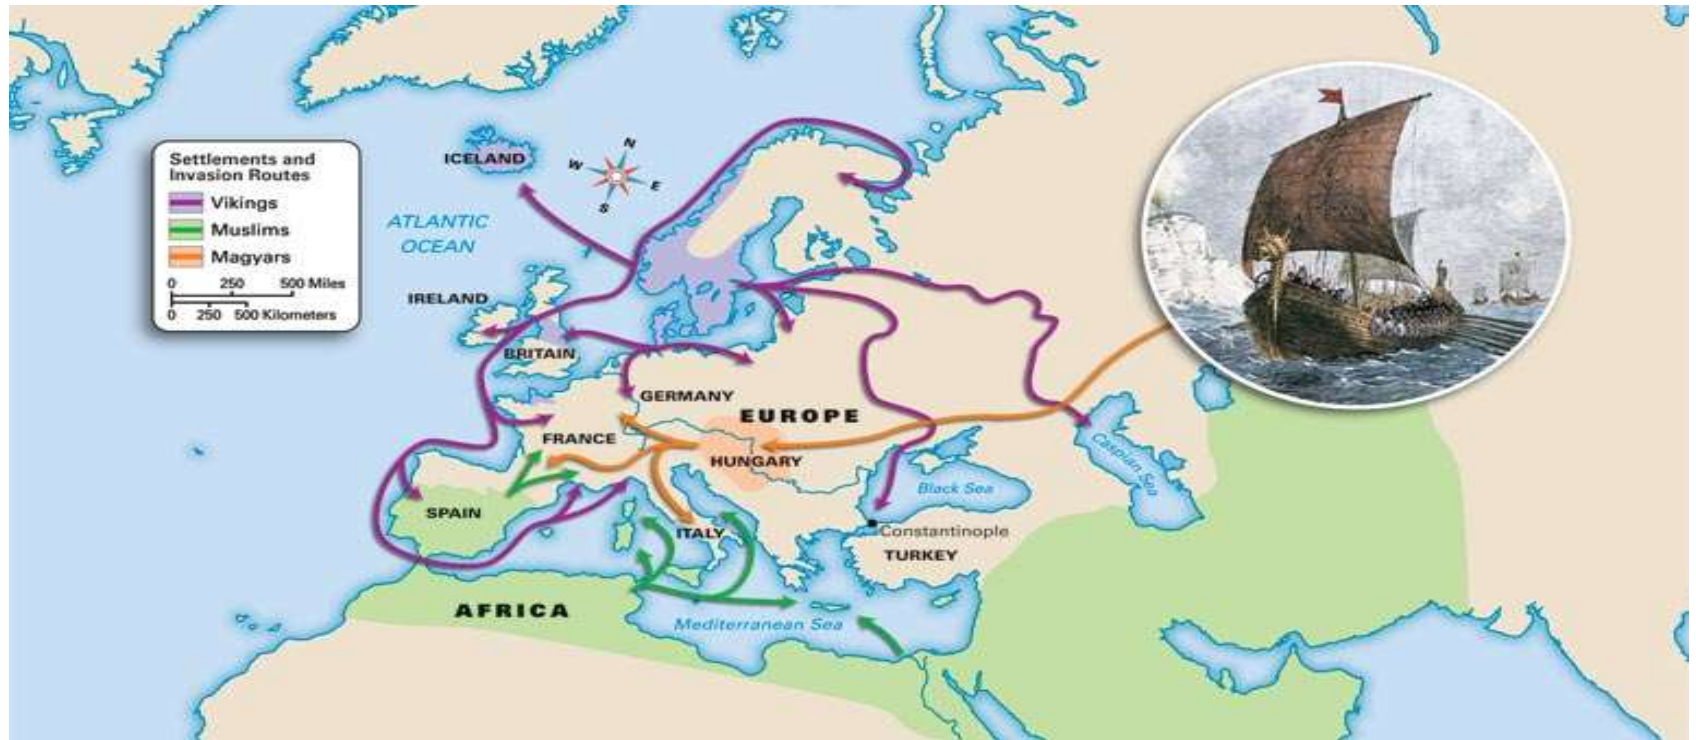 Settlements and
Invasion Routes
Vikings
Muslims
Magyars
0 250 500 Miles
0 250 500 Kilometers
ICELAND
N
W
E
S
ATLANTIC
OCEAN
IRELAND
BRITAIN
GERMANY
EUROPE
FRANCE
HUNGARY
Caspian Sea
Black Sea
SPAIN
ITALY
Constantinople
TURKEY
AFRICA
Mediterranean Sea